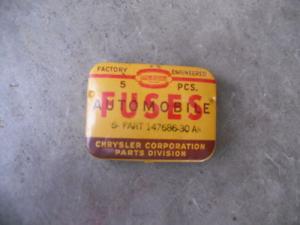 FACTORY ENGINEERED
5 PCS.
FUSES
AUTOMOBILE
PART 147686-30 A
CHRYSLER CORPORATION
PARTS DIVISION